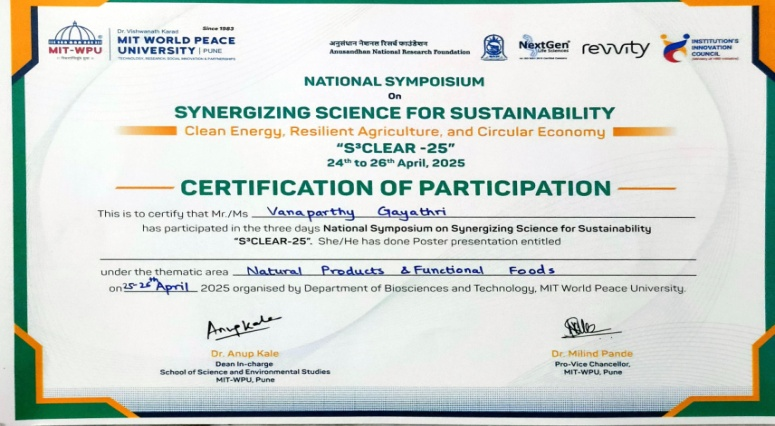 MIT-WPU
Dr. Vishwanath Karad
Since 1983
MIT WORLD PEACE
UNIVERSITY | PUNE
TECHNOLOGY, RESEARCH, SOCIAL INNOVATION & PARTNERSHIPS
अनुसंधान नेशनल रिसर्च फाउंडेशन
Anusandhan National Research Foundation
NextGen
Life Sciences
revvity
INSTITUTION'S
INNOVATION
COUNCIL
NATIONAL SYMPOISIUM
On
SYNERGIZING SCIENCE FOR SUSTAINABILITY
Clean Energy, Resilient Agriculture, and Circular Economy
"S³CLEAR -25"
24th to 26th April, 2025
CERTIFICATION OF PARTICIPATION
This is to certify that Mr./Ms Vanaparthy Gayathri
has participated in the three days National Symposium on Synergizing Science for Sustainability
"S³CLEAR-25". She/He has done Poster presentation entitled
under the thematic area Natural Products & Functional Foods
on 25-26th April 2025 organised by Department of Biosciences and Technology, MIT World Peace University.
Anupkale
Dr. Anup Kale
Dean In-charge
School of Science and Environmental Studies
MIT-WPU, Pune
Dr. Milind Pande
Pro-Vice Chancellor,
MIT-WPU, Pune